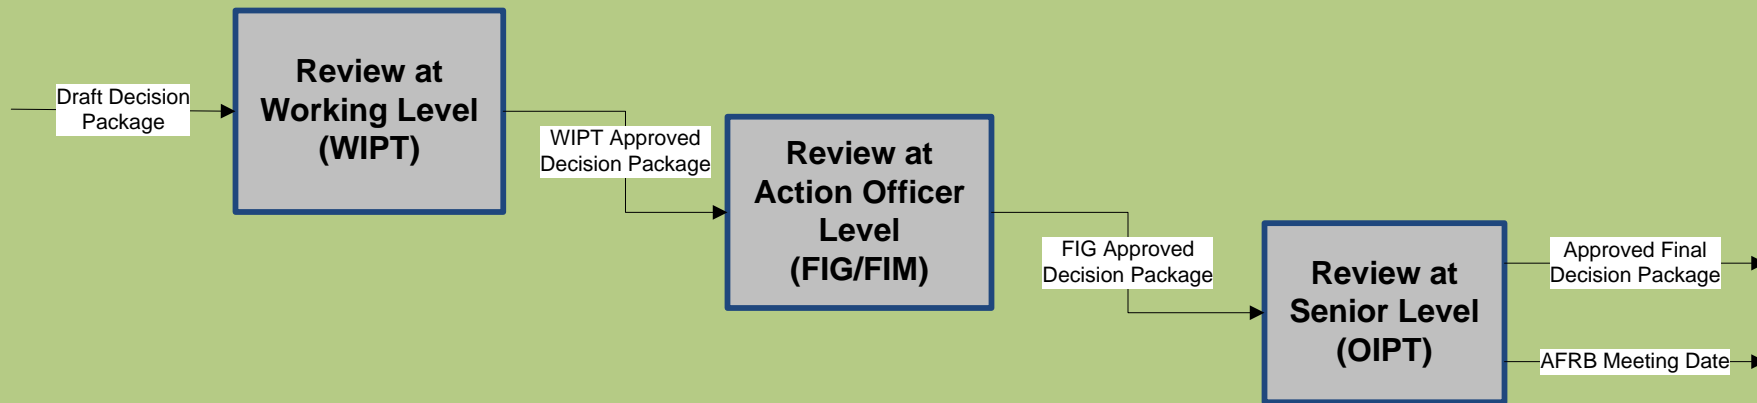 Draft Decision
Package
Review at
Working Level
(WIPT)
WIPT Approved
Decision Package
Review at
Action Officer
Level
(FIG/FIM)
FIG Approved
Decision Package
Review at
Senior Level
(OIPT)
Approved Final
Decision Package
AFRB Meeting Date